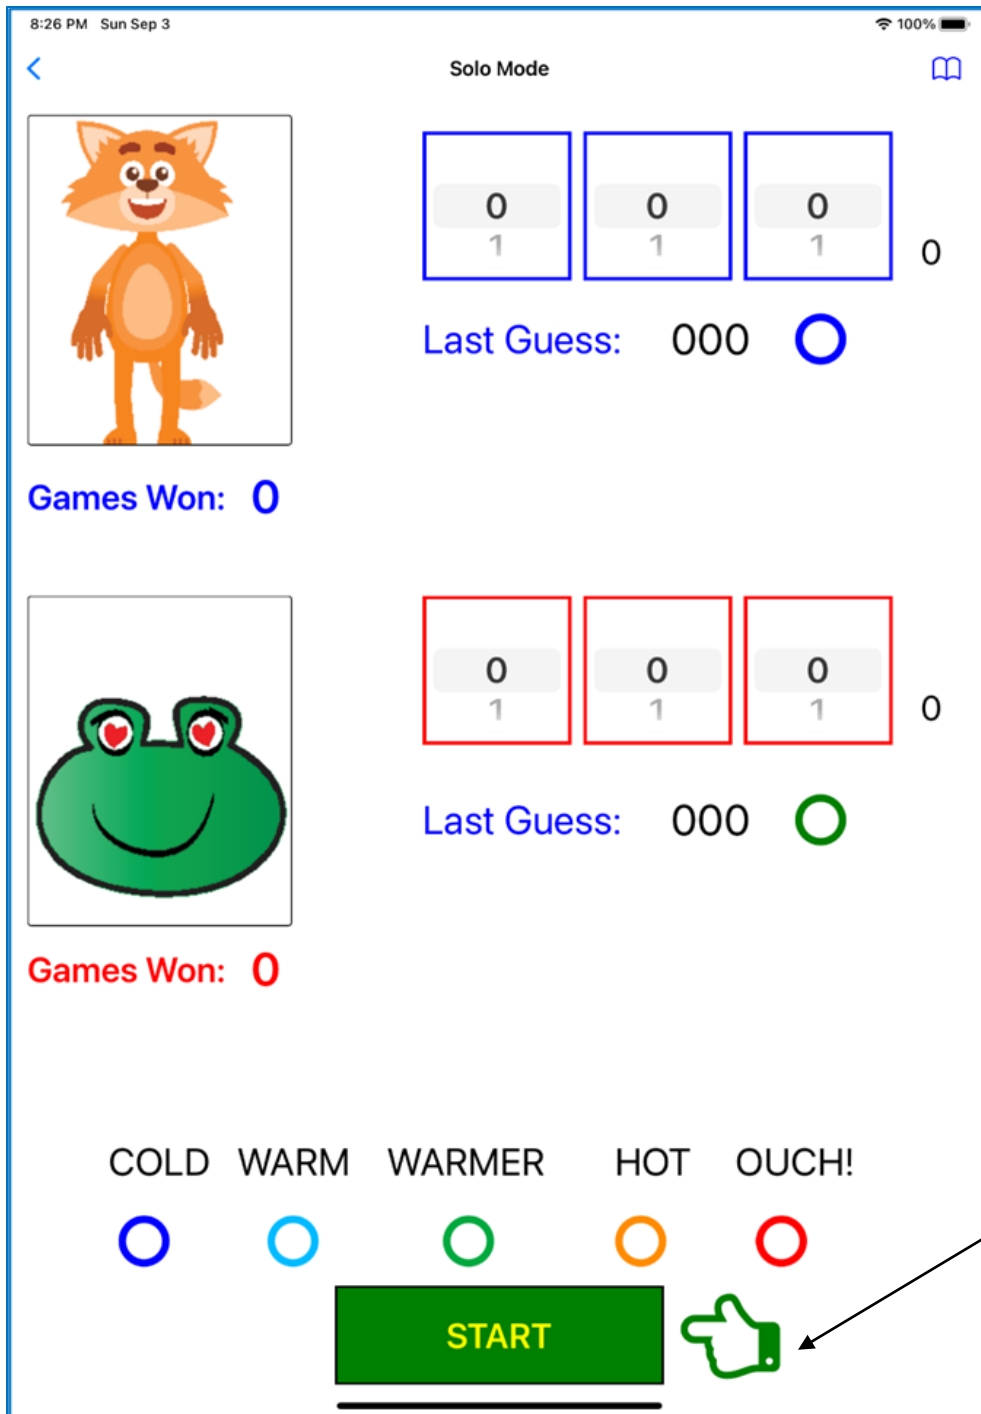 8:26 PM Sun Sep 3 100%
Solo Mode
0 0 0
1 1 1 0
Last Guess: 000
Games Won: 0
0 0 0
1 1 1 0
Last Guess: 000
Games Won: 0
COLD WARM WARMER HOT OUCH!
START